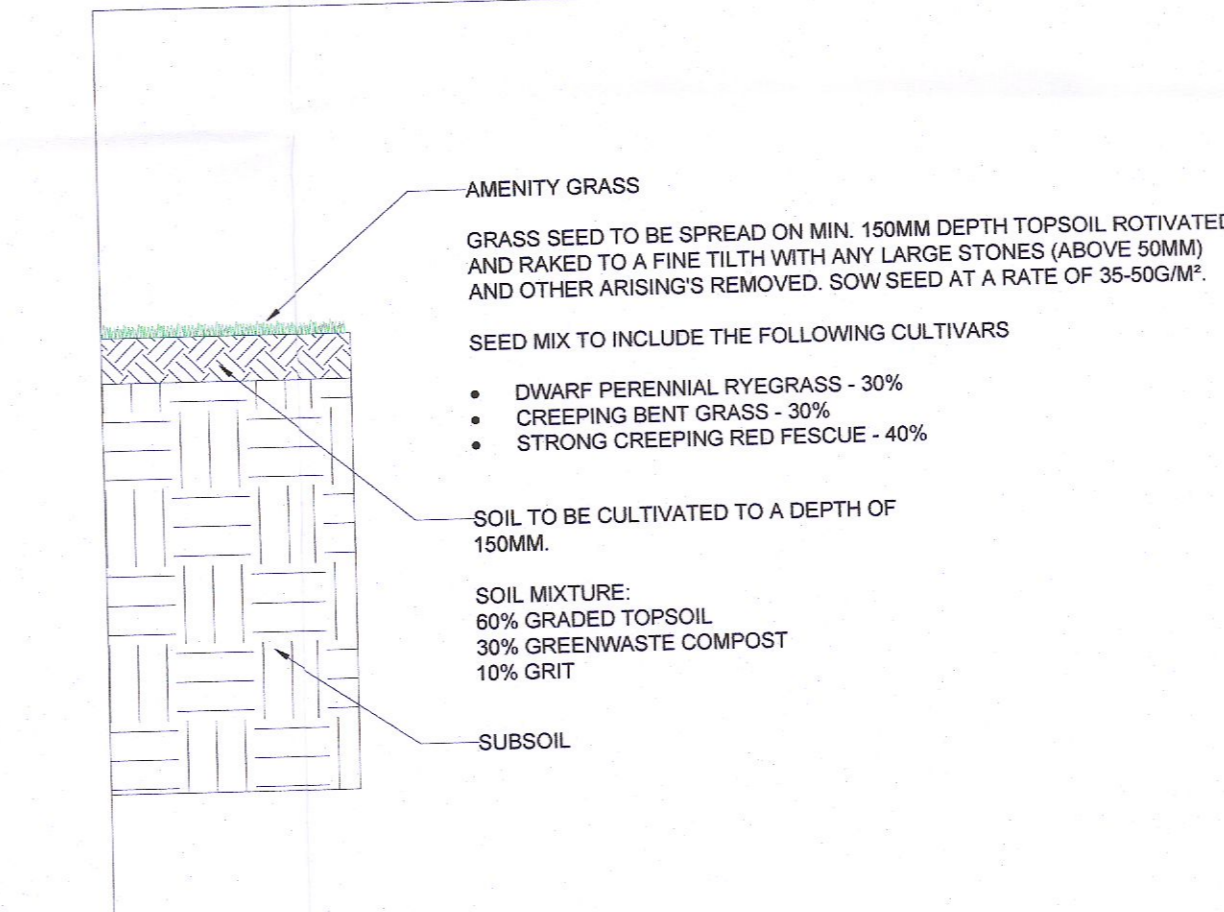 AMENITY GRASS
GRASS SEED TO BE SPREAD ON MIN. 150MM DEPTH TOPSOIL ROTIVATED
AND RAKED TO A FINE TILTH WITH ANY LARGE STONES (ABOVE 50MM)
AND OTHER ARISING'S REMOVED. SOW SEED AT A RATE OF 35-50G/M².
SEED MIX TO INCLUDE THE FOLLOWING CULTIVARS
• DWARF PERENNIAL RYEGRASS - 30%
• CREEPING BENT GRASS - 30%
• STRONG CREEPING RED FESCUE - 40%
SOIL TO BE CULTIVATED TO A DEPTH OF
150MM.
SOIL MIXTURE:
60% GRADED TOPSOIL
30% GREENWASTE COMPOST
10% GRIT
SUBSOIL